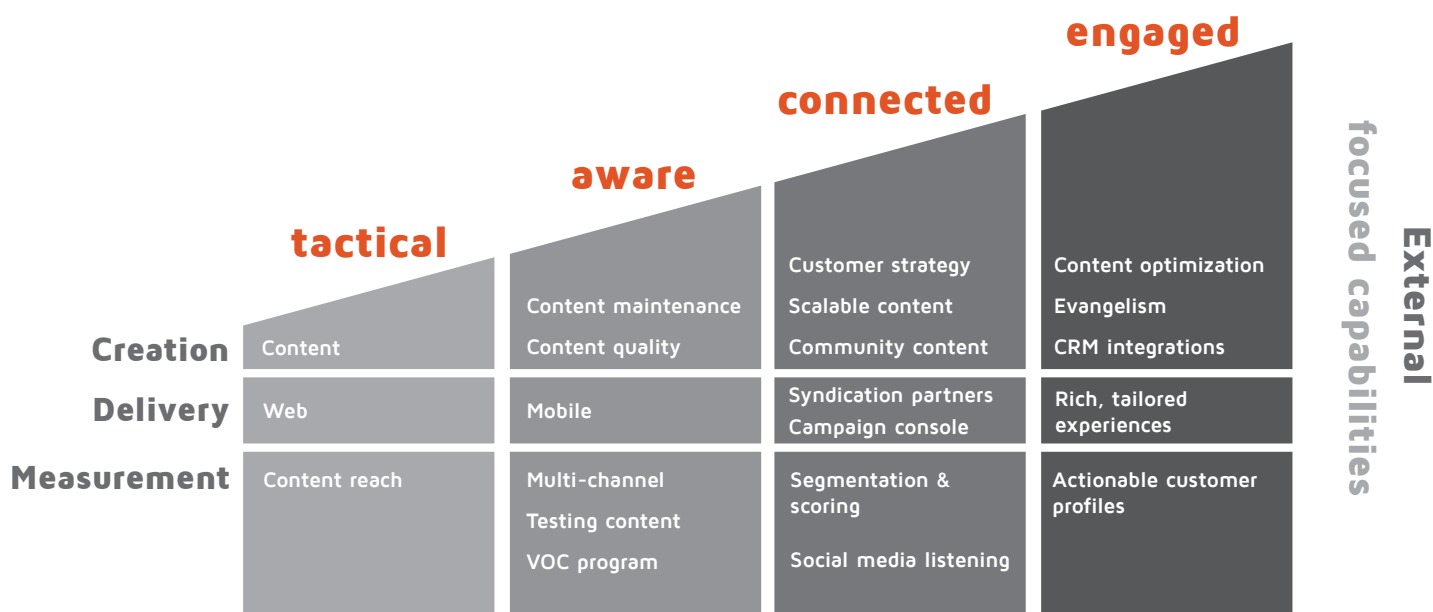 engaged
connected
aware
tactical
Creation
Content
Content maintenance
Content quality
Customer strategy
Scalable content
Community content
Content optimization
Evangelism
CRM integrations
Delivery
Web
Mobile
Syndication partners
Campaign console
Rich, tailored
experiences
Measurement
Content reach
Multi-channel
Testing content
VOC program
Segmentation &
scoring
Social media listening
Actionable customer
profiles
External
focused capabilities